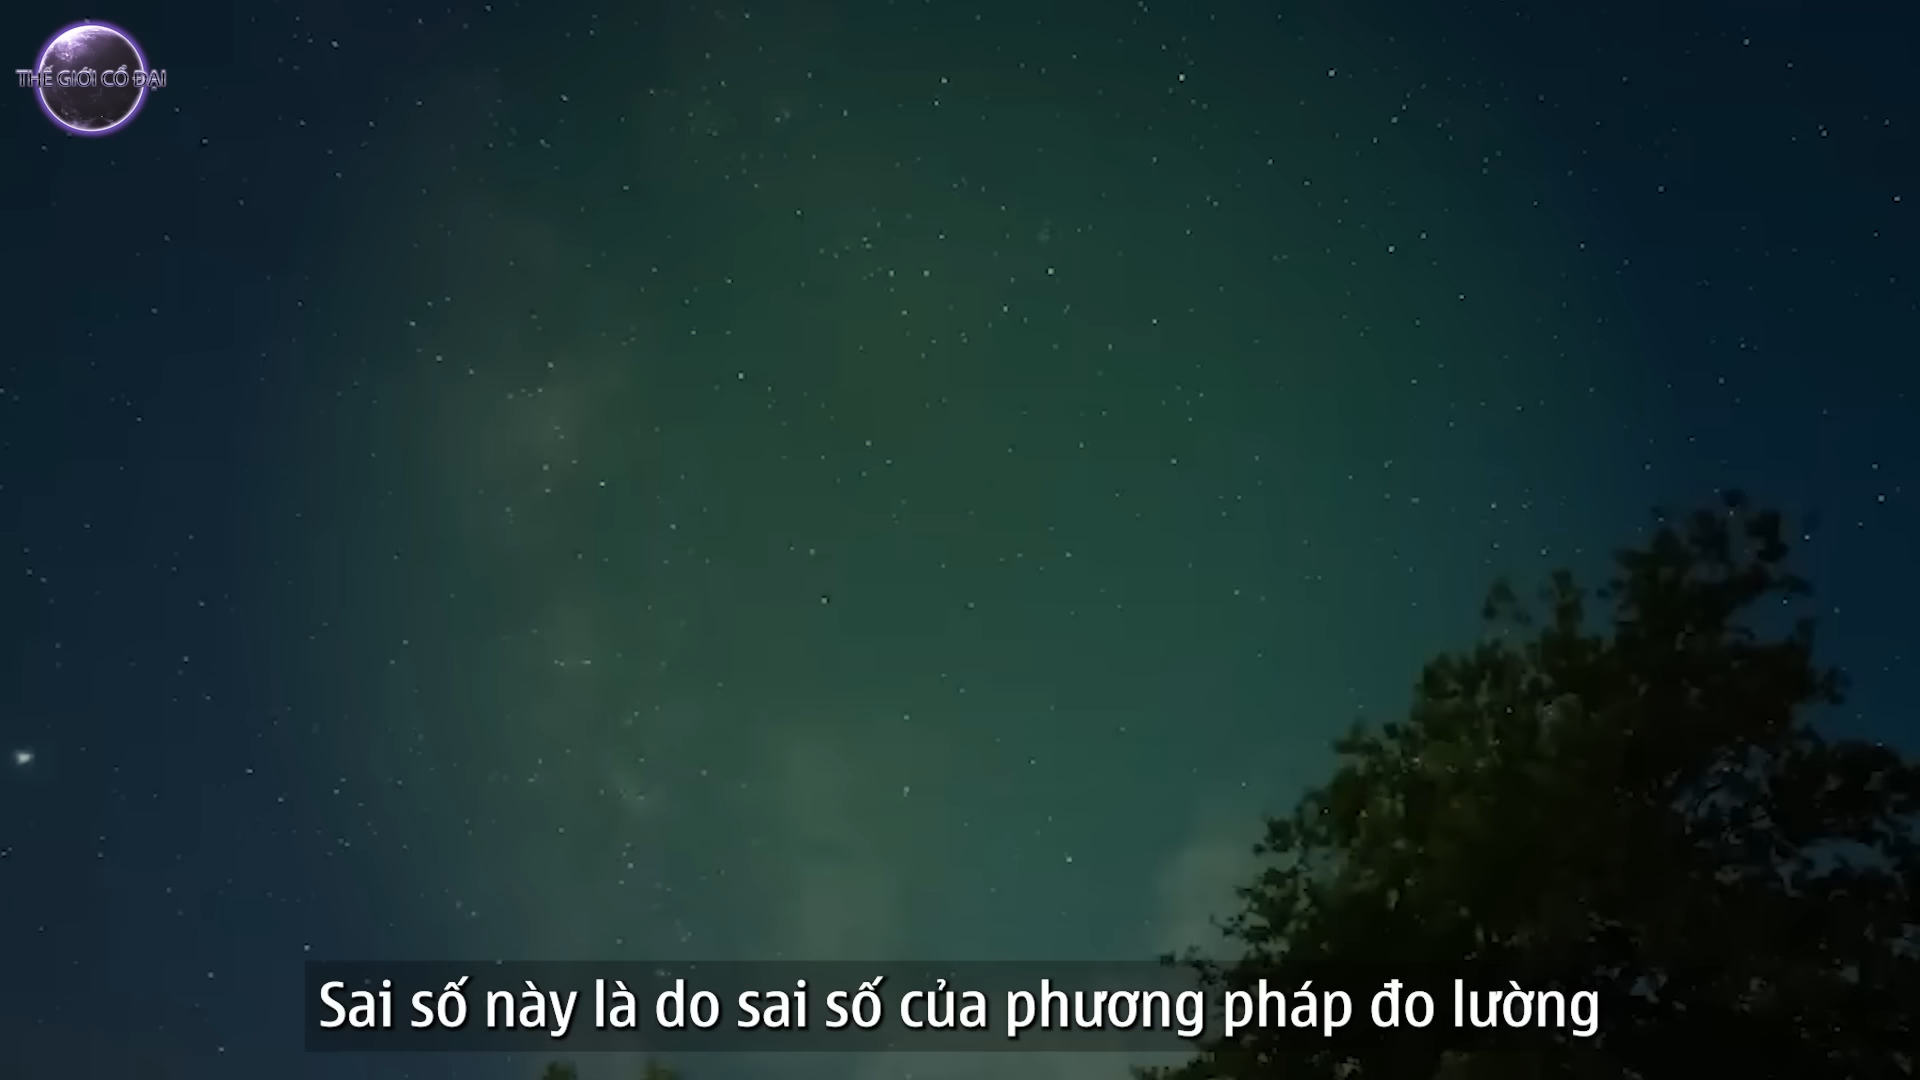 THẾ GIỚI CỔ ĐẠI
Sai số này là do sai số của phương pháp đo lường